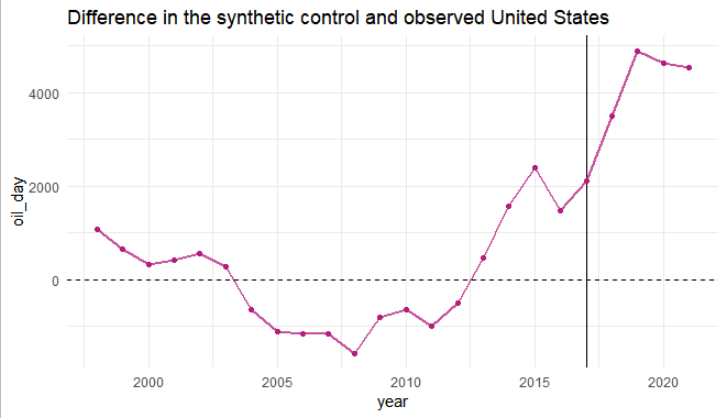 Difference in the synthetic control and observed United States
4000
2000
0
oil_day
2000 2005 2010 2015 2020
year